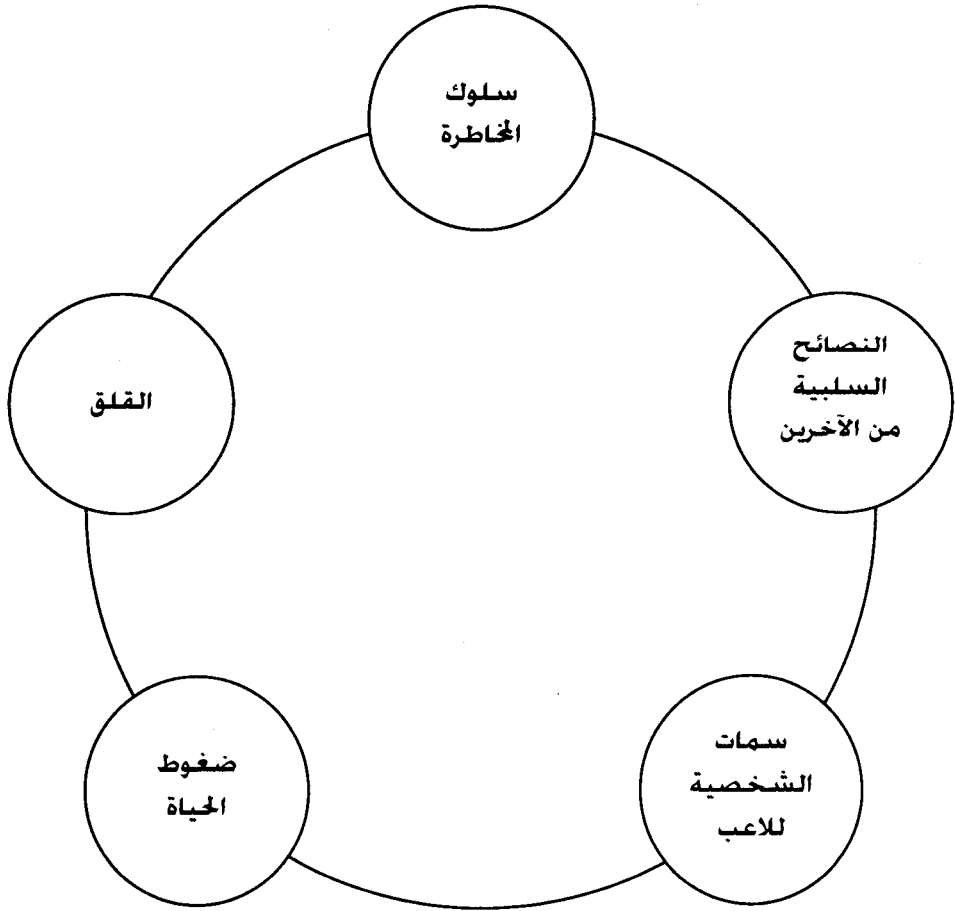 سلوك
المخاطرة
النصائح
السلبية
من الآخرين
سمات
الشخصية
للاعب
ضغوط
الحياة
القلق